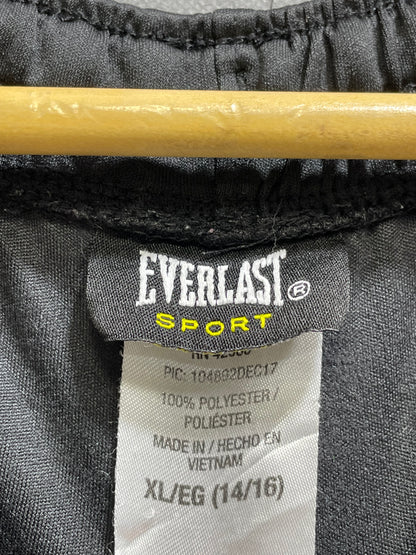 EVERLAST®
SPORT
PIC: 104892DEC17
100% POLYESTER /
POLIÉSTER
MADE IN / HECHO EN
VIETNAM
XL/EG (14/16)